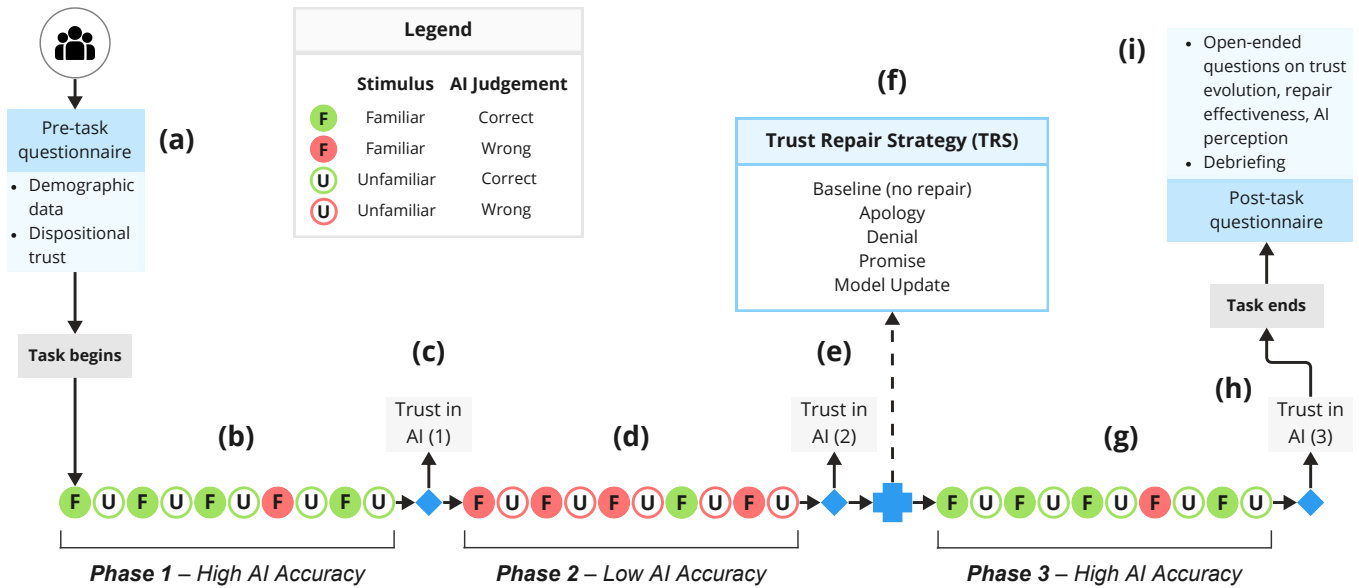 Pre-task
questionnaire
(a)
• Demographic
data
• Dispositional
trust
Task begins
Legend
Stimulus AI Judgement
F Familiar Correct
F Familiar Wrong
U Unfamiliar Correct
U Unfamiliar Wrong
(f)
Trust Repair Strategy (TRS)
Baseline (no repair)
Apology
Denial
Promise
Model Update
(i)
• Open-ended
questions on trust
evolution, repair
effectiveness, AI
perception
• Debriefing
Post-task
questionnaire
Task ends
(b)
(c)
Trust in
AI (1)
(d)
(e)
Trust in
AI (2)
(g)
(h)
Trust in
AI (3)
F U F U F U F U F U
F U F U F U F U F U
F U F U F U F U F U
Phase 1 – High AI Accuracy
Phase 2 – Low AI Accuracy
Phase 3 – High AI Accuracy